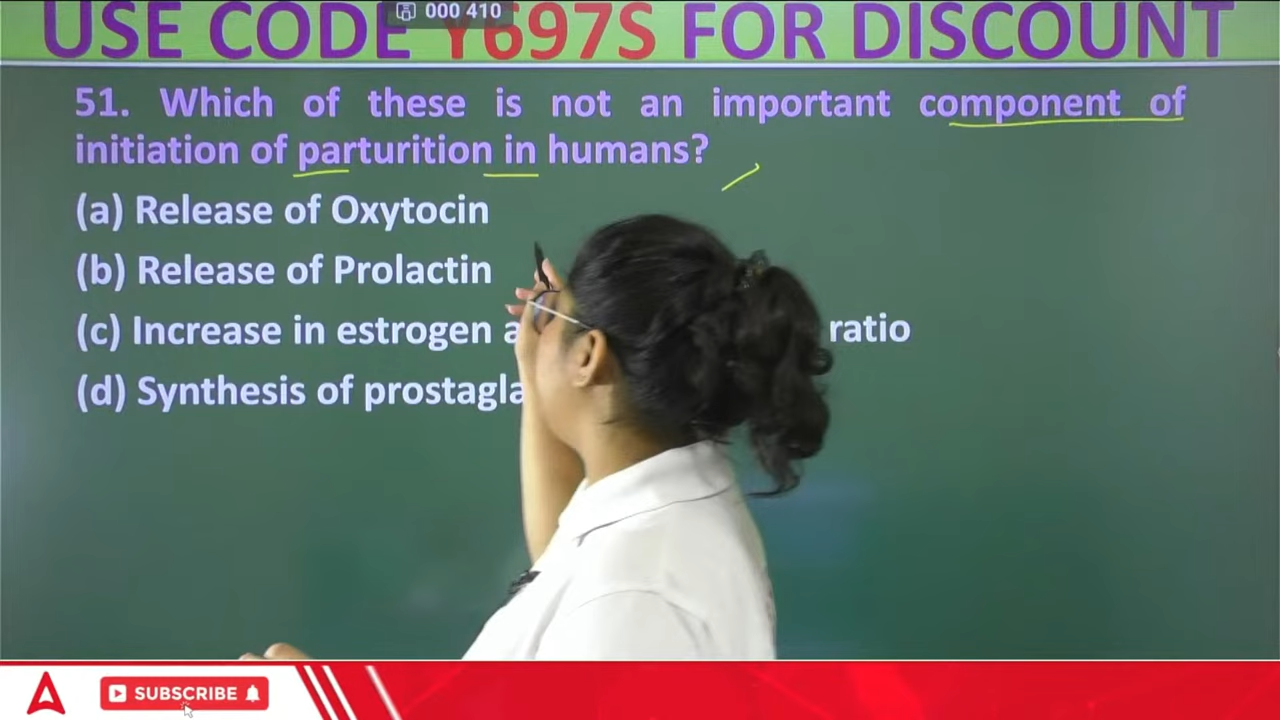 USE CODE Y697S FOR DISCOUNT
000 410
51. Which of these is not an important component of
initiation of parturition in humans?
(a) Release of Oxytocin
(b) Release of Prolactin
(c) Increase in estrogen ratio
(d) Synthesis of
SUBSCRIBE